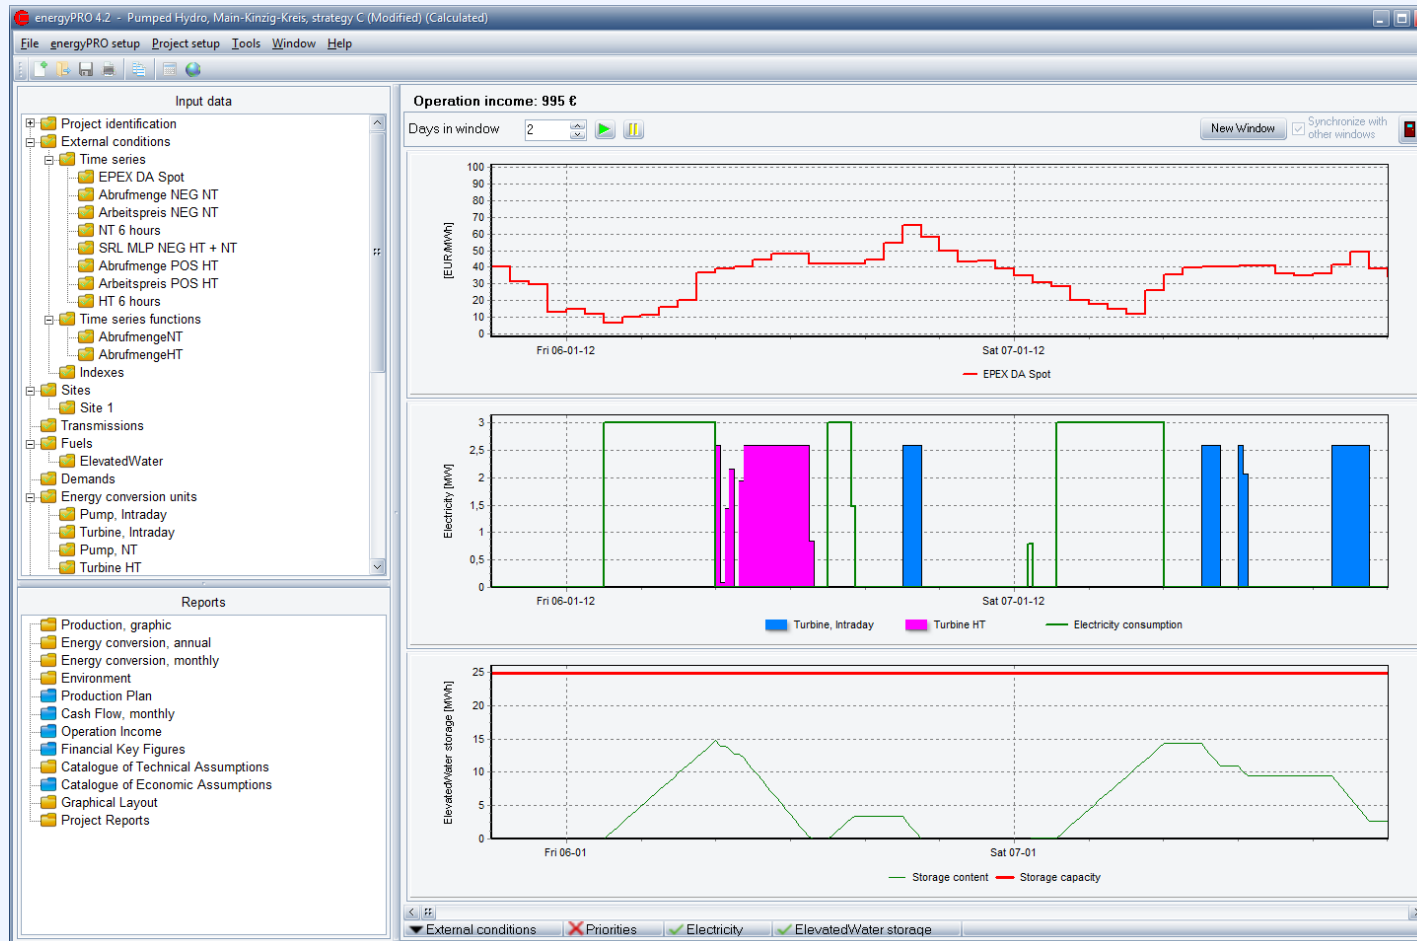 energyPRO 4.2 - Pumped Hydro, Main-Kinzig-Kreis, strategy C (Modified) (Calculated)
File energyPRO setup Project setup Tools Window Help
Input data
Project identification
External conditions
Time series
EPEX DA Spot
Abrufmenge NEG NT
Arbeitspreis NEG NT
NT 6 hours
SRL MLP NEG HT + NT
Abrufmenge POS HT
Arbeitspreis POS HT
HT 6 hours
Time series functions
AbrufmengeNT
AbrufmengeHT
Indexes
Sites
Site 1
Transmissions
Fuels
ElevatedWater
Demands
Energy conversion units
Pump, Intraday
Turbine, Intraday
Pump, NT
Turbine HT
Reports
Production, graphic
Energy conversion, annual
Energy conversion, monthly
Environment
Production Plan
Cash Flow, monthly
Operation Income
Financial Key Figures
Catalogue of Technical Assumptions
Catalogue of Economic Assumptions
Graphical Layout
Project Reports
Operation income: 995 €
Days in window 2 New Window Synchronize with
other windows
[EUR/MWh]
100
90
80
70
60
50
40
30
20
10
0
Fri 06-01-12 Sat 07-01-12
EPEX DA Spot
Electricity [MW]
3
2,5
2
1,5
1
0,5
0
Fri 06-01-12 Sat 07-01-12
Turbine, Intraday Turbine HT Electricity consumption
ElevatedWater storage [MWh]
25
20
15
10
5
0
Fri 06-01 Sat 07-01
Storage content Storage capacity
External conditions Priorities Electricity ElevatedWater storage